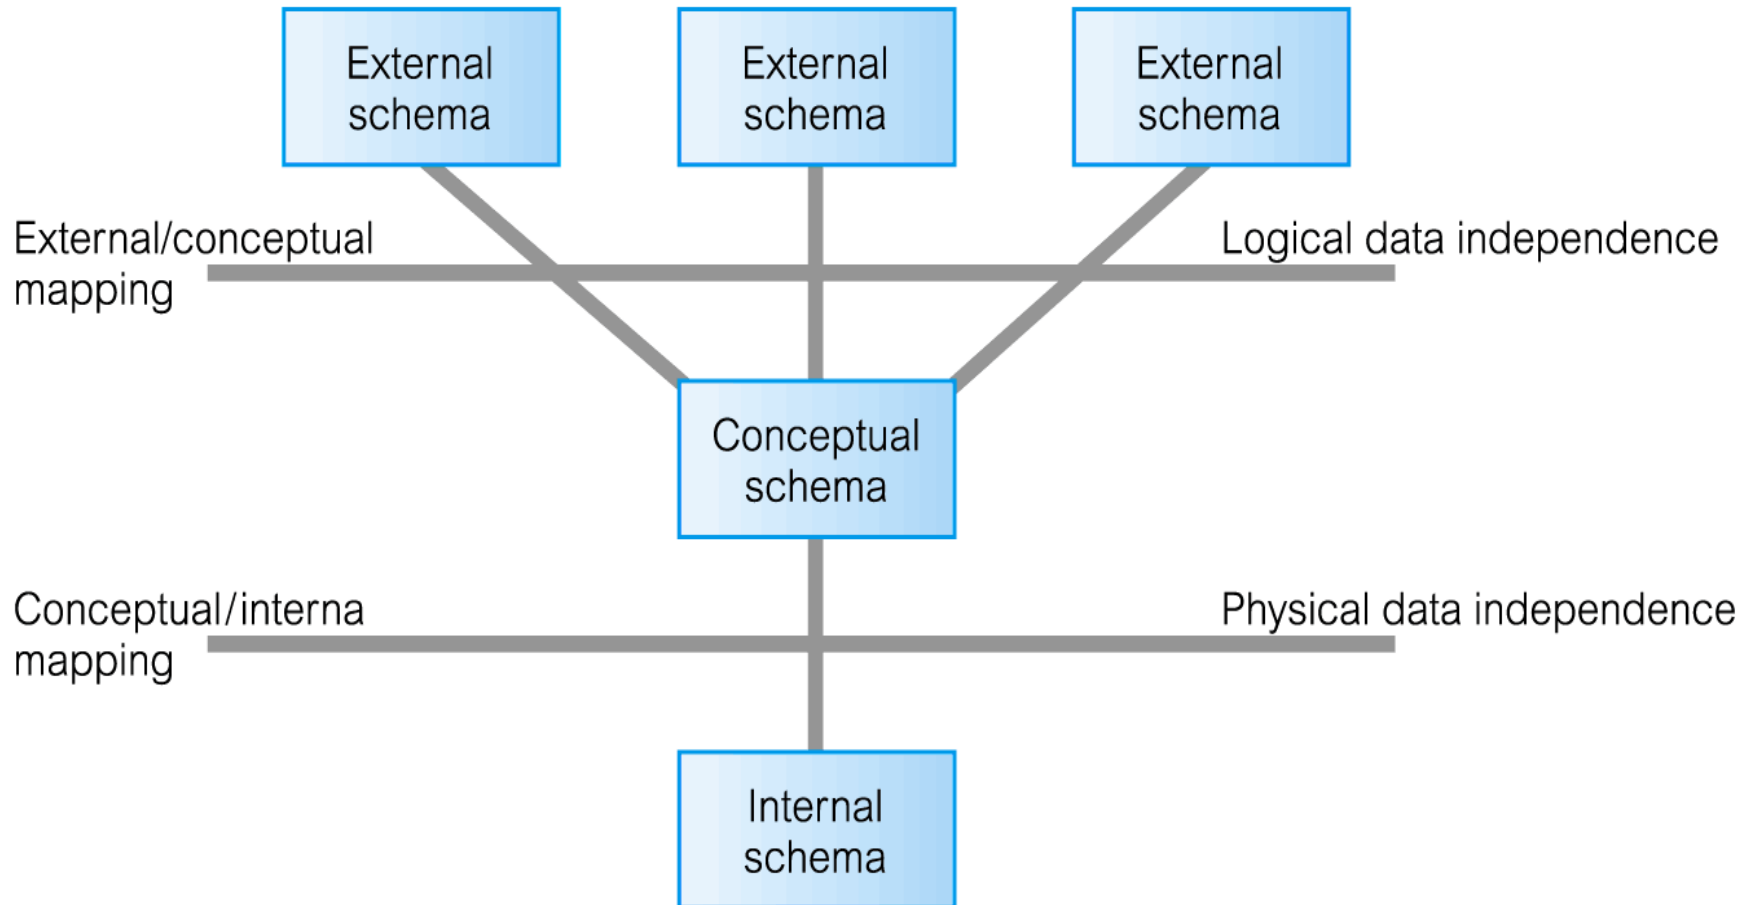 External
schema
External
schema
External
schema
External/conceptual
mapping
Logical data independence
Conceptual
schema
Conceptual/interna
mapping
Physical data independence
Internal
schema